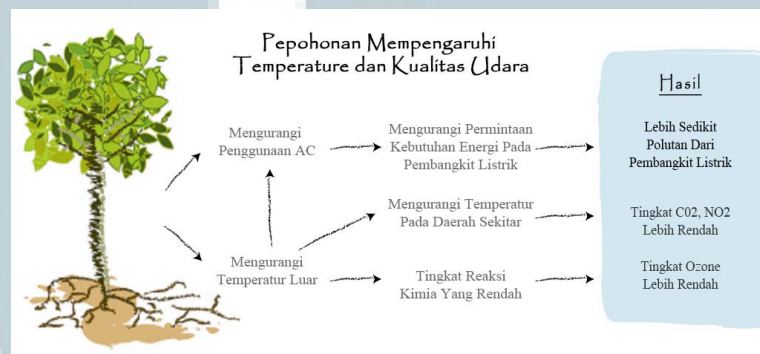 Pepohonan Mempengaruhi
Temperature dan Kualitas Udara
Hasil
Mengurangi
Penggunaan AC
Mengurangi Permintaan
Kebutuhan Energi Pada
Pembangkit Listrik
Lebih Sedikit
Polutan Dari
Pembangkit Listrik
Mengurangi
Temperatur Luar
Mengurangi Temperatur
Pada Daerah Sekitar
Tingkat C02, NO2
Lebih Rendah
Tingkat Reaksi
Kimia Yang Rendah
Tingkat Ozone
Lebih Rendah